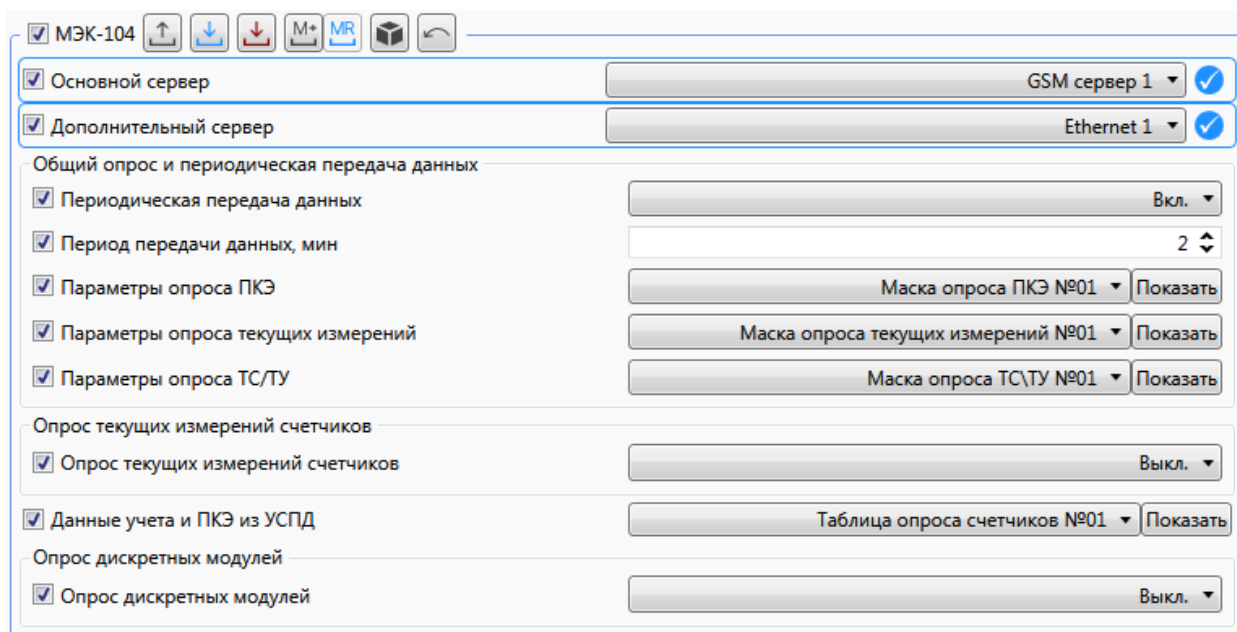 МЭК-104 M+ MR
Основной сервер GSM сервер 1
Дополнительный сервер Ethernet 1
Общий опрос и периодическая передача данных
Периодическая передача данных Вкл.
Период передачи данных, мин 2
Параметры опроса ПКЭ Маска опроса ПКЭ №01 Показать
Параметры опроса текущих измерений Маска опроса текущих измерений №01 Показать
Параметры опроса ТС/ТУ Маска опроса ТС\ТУ №01 Показать
Опрос текущих измерений счетчиков
Опрос текущих измерений счетчиков Выкл.
Данные учета и ПКЭ из УСПД Таблица опроса счетчиков №01 Показать
Опрос дискретных модулей
Опрос дискретных модулей Выкл.